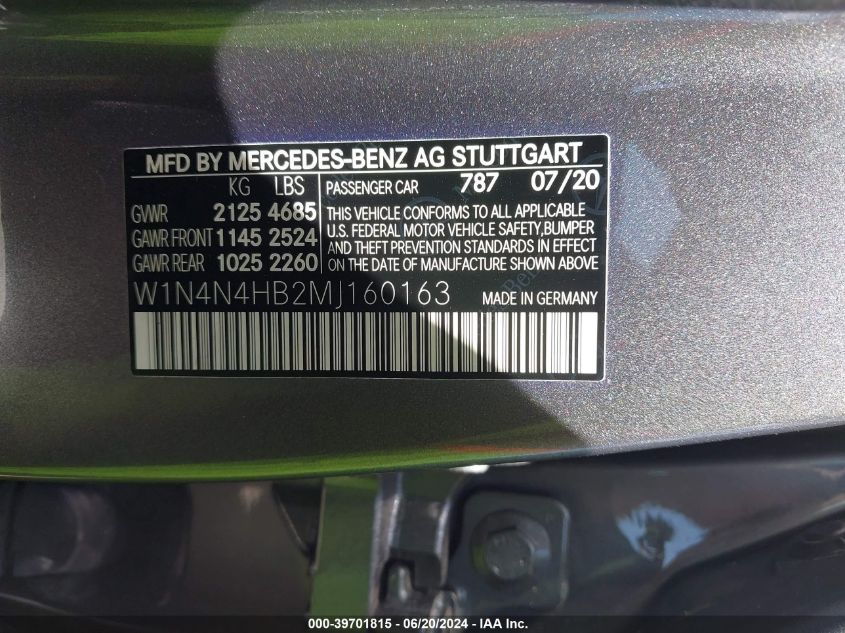 MFD BY MERCEDES-BENZ AG STUTTGART
KG LBS
GVWR 2125 4685
GAWR FRONT 1145 2524
GAWR REAR 1025 2260
PASSENGER CAR 787 07/20
THIS VEHICLE CONFORMS TO ALL APPLICABLE
U.S. FEDERAL MOTOR VEHICLE SAFETY,BUMPER
AND THEFT PREVENTION STANDARDS IN EFFECT
ON THE DATE OF MANUFACTURE SHOWN ABOVE
W1N4N4HB2MJ160163 MADE IN GERMANY
000-39701815 / 06/20/2024 - IAA Inc.